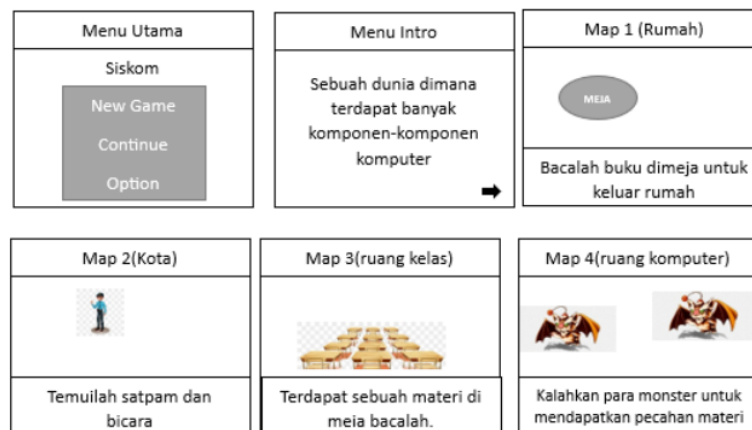 Menu Utama
Siskom
New Game
Continue
Option
Menu Intro
Sebuah dunia dimana
terdapat banyak
komponen-komponen
komputer
Map 1 (Rumah)
MEJA
Bacalah buku dimeja untuk
keluar rumah
Map 2(Kota)
Temuilah satpam dan
bicara
Map 3(ruang kelas)
Terdapat sebuah materi di
meja bacalah.
Map 4(ruang komputer)
Kalahkan para monster untuk
mendapatkan pecahan materi